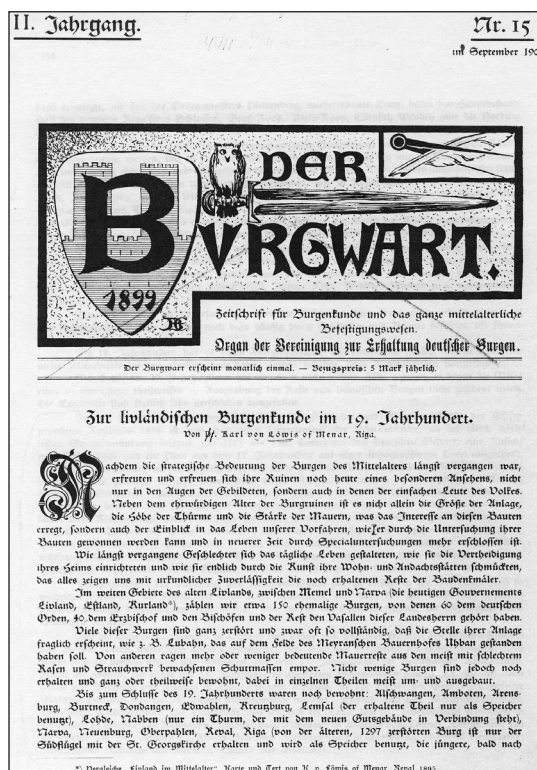 II. Jahrgang.
Nr. 15
im September 190
DER
BVRGWART.
1899
Zeitschrift für Burgenkunde und das ganze mittelalterliche
Befestigungswesen.
Organ der Vereinigung zur Erhaltung deutscher Burgen.
Der Burgwart erscheint monatlich einmal. — Bezugspreis: 5 Mark jährlich.
Zur livländischen Burgenkunde im 19. Jahrhundert.
Von Karl von Löwis of Menar, Riga.
Nachdem die strategische Bedeutung der Burgen des Mittelalters längst vergangen war,
erfreuten und erfreuen sich ihre Ruinen noch heute eines besonderen Ansehens, nicht
nur in den Augen der Gebildeten, sondern auch in denen der einfachen Leute des Volkes.
Neben dem ehrwürdigen Alter der Burgruinen ist es nicht allein die Größe der Anlage,
die Höhe der Thürme und die Stärke der Mauern, was das Interesse an diesen Bauten
erregt, sondern auch der Einblick in das Leben unserer Vorfahren, wie er durch die Untersuchung ihrer
Bauten gewonnen werden kann und in neuerer Zeit durch Specialuntersuchungen mehr erschlossen ist.
Wie längst vergangene Geschlechter sich das tägliche Leben gestalteten, wie sie die Vertheidigung
ihres Heims einrichteten und wie sie endlich durch die Kunst ihre Wohn- und Andachtsstätten schmückten,
das alles zeigen uns mit urkundlicher Zuverlässigkeit die noch erhaltenen Reste der Baudenkmäler.
Im weiten Gebiete des alten Livlands, zwischen Memel und Narva (die heutigen Gouvernements
Livland, Estland, Kurland*), zählen wir etwa 150 ehemalige Burgen, von denen 60 dem deutschen
Orden, 40 dem Erzbischof und den Bischöfen und der Rest den Vasallen dieser Landesherren gehört haben.
Viele dieser Burgen sind ganz zerstört und zwar oft so vollständig, daß die Stelle ihrer Anlage
fraglich erscheint, wie z. B. Lubahn, das auf dem Felde des Meyranschen Bauernhofes Uhban gestanden
haben soll. Von anderen ragen mehr oder weniger bedeutende Mauerreste aus den meist mit schlechtem
Rasen und Strauchwerk bewachsenen Schuttmassen empor. Nicht wenige Burgen sind jedoch noch
erhalten und ganz oder theilweise bewohnt, dabei in einzelnen Theilen meist um- und ausgebaut.
Bis zum Schlusse des 19. Jahrhunderts waren noch bewohnt: Alschwangen, Amboten, Arens-
burg, Burtneck, Dondangen, Edwahlen, Kreuzburg, Lemsal (der erhaltene Theil nur als Speicher
benutzt), Lohde, Nabben (nur ein Thurm, der mit dem neuen Gutsgebäude in Verbindung steht),
Narva, Neuenburg, Oberpahlen, Reval, Riga (von der älteren, 1297 zerstörten Burg ist nur der
Südflügel mit der St. Georgskirche erhalten und wird als Speicher benutzt, die jüngere, bald nach
*) Vergleiche „Livland im Mittelalter“. Karte und Text von K. v. Löwis of Menar, Reval 1895.